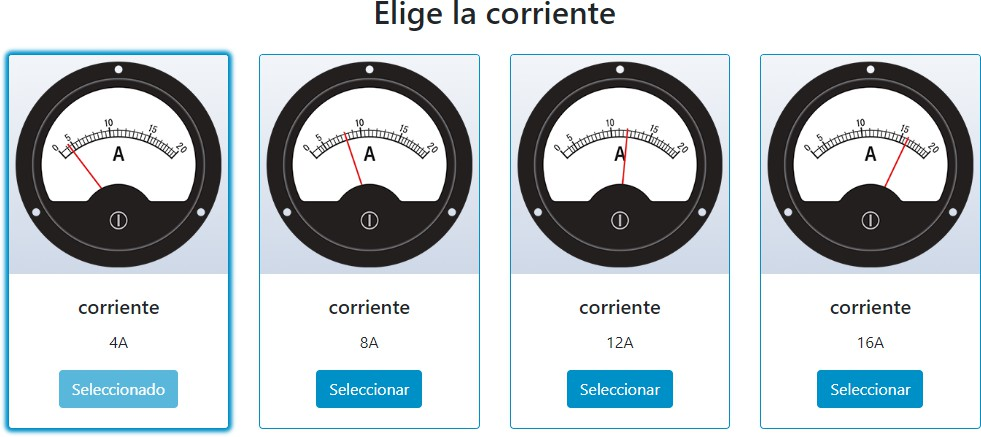 Elige la corriente
0 5 10 15 20
A
0 5 10 15 20
A
0 5 10 15 20
A
0 5 10 15 20
A
corriente
corriente
corriente
corriente
4A
8A
12A
16A
Seleccionado
Seleccionar
Seleccionar
Seleccionar